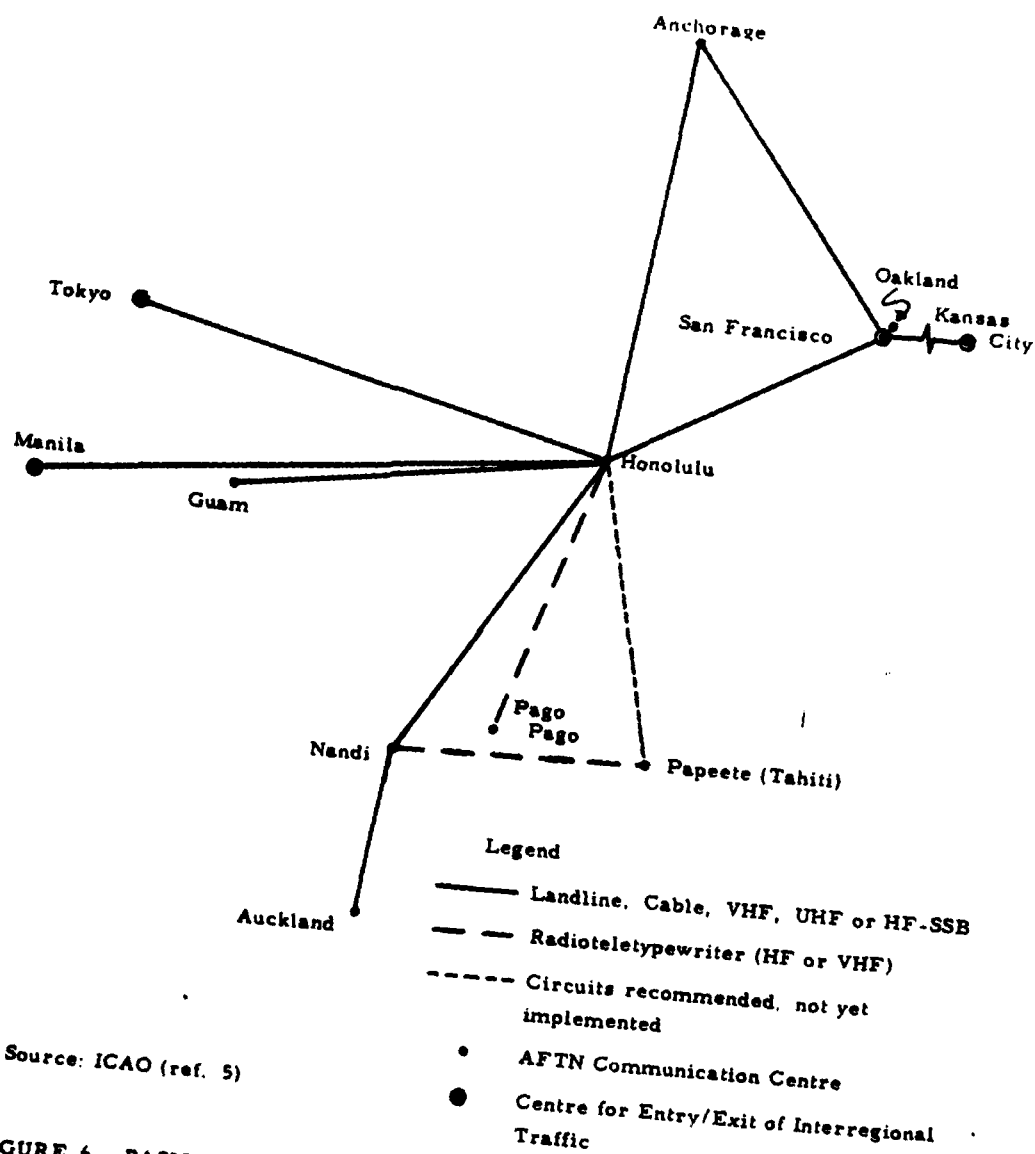 Anchorage
Oakland
Tokyo
Kansas
San Francisco
City
Manila
Honolulu
Guam
Pago
Pago
Nandi
Papeete (Tahiti)
Legend
Auckland
Landline, Cable, VHF, UHF or HF-SSB
Radioteletypewriter (HF or VHF)
Circuits recommended, not yet
implemented
Source: ICAO (ref. 5)
AFTN Communication Centre
Centre for Entry/Exit of Interregional
Traffic